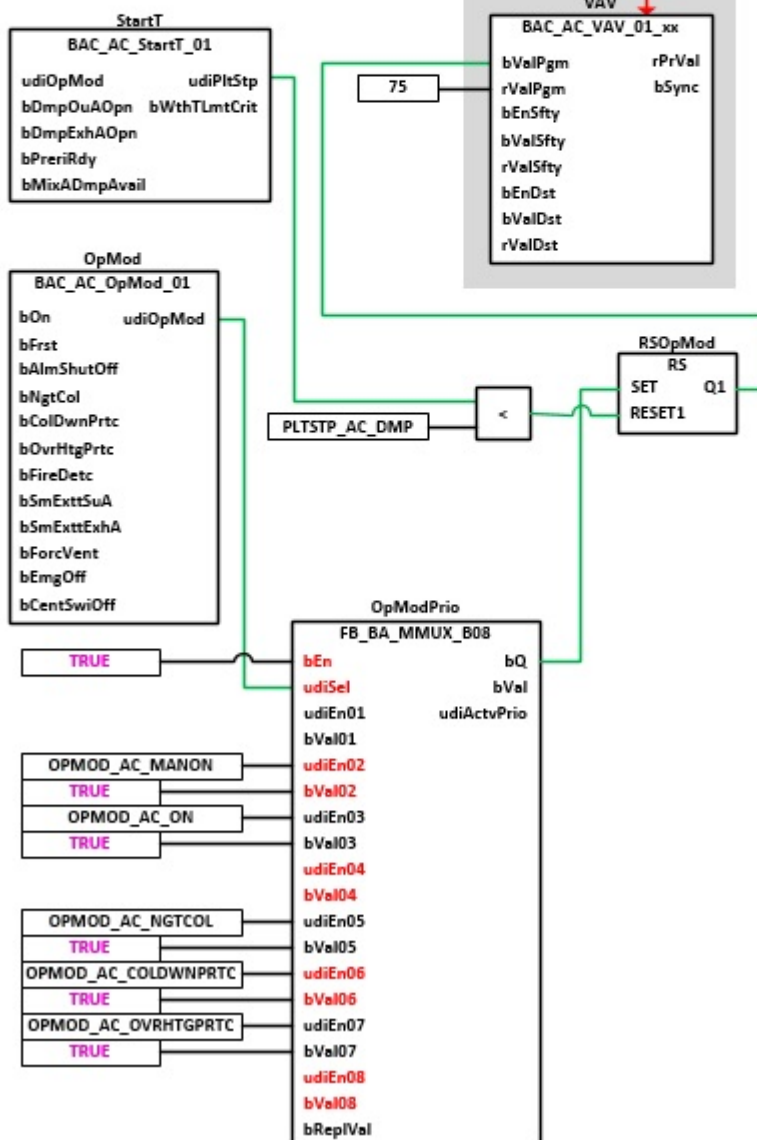 StartT
BAC_AC_StartT_01
udiOpMod udiPltStp
bDmpOuAOpn bWthTLmtCrit
bDmpExhAOpn
bPreriRdy
bMixADmpAvail
VAV
BAC_AC_VAV_01_xx
bValPgm rPrVal
75
rValPgm bSync
bEnSfty
bValSfty
rValSfty
bEnDst
bValDst
rValDst
OpMod
BAC_AC_OpMod_01
bOn udiOpMod
bFrst
bAlmShutOff
bNgtCol
bColDwnPrtc
bOvrHtgPrtc
bFireDetc
bSmExttSuA
bSmExttExhA
bForcVent
bEmgOff
bCentSwiOff
RSOpMod
RS
SET Q1
RESET1
<
PLTSTP_AC_DMP
OpModPrio
FB_BA_MMUX_B08
TRUE bEn bQ
udiSel bVal
udiEn01 udiActvPrio
bVal01
OPMOD_AC_MANON udiEn02
TRUE bVal02
OPMOD_AC_ON udiEn03
TRUE bVal03
udiEn04
bVal04
OPMOD_AC_NGTCOL udiEn05
TRUE bVal05
OPMOD_AC_COLDWNPRTC udiEn06
TRUE bVal06
OPMOD_AC_OVRHTGPRTC udiEn07
TRUE bVal07
udiEn08
bVal08
bReplVal